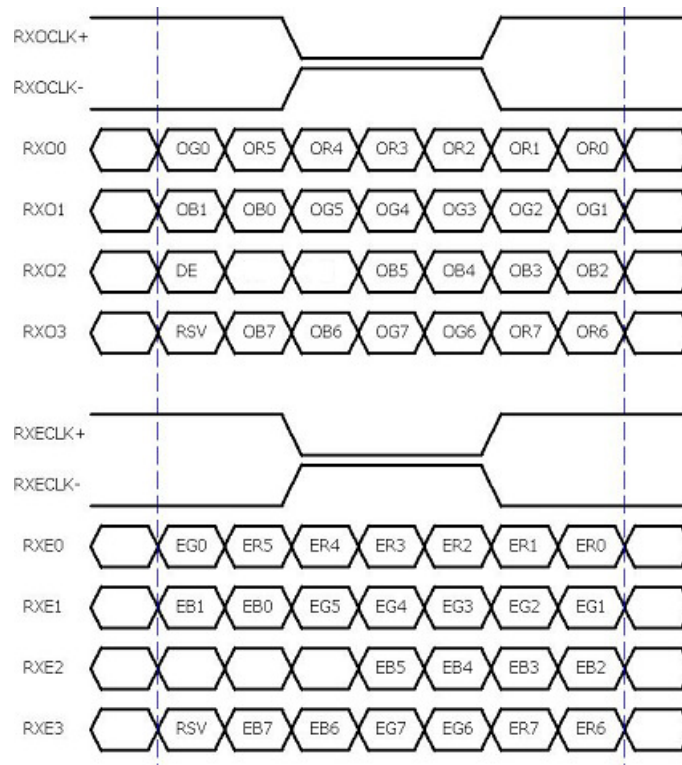 RXOCLK+
RXOCLK-
RXO0 OG0 OR5 OR4 OR3 OR2 OR1 OR0
RXO1 OB1 OB0 OG5 OG4 OG3 OG2 OG1
RXO2 DE OB5 OB4 OB3 OB2
RXO3 RSV OB7 OB6 OG7 OG6 OR7 OR6
RXECLK+
RXECLK-
RXE0 EG0 ER5 ER4 ER3 ER2 ER1 ER0
RXE1 EB1 EB0 EG5 EG4 EG3 EG2 EG1
RXE2 EB5 EB4 EB3 EB2
RXE3 RSV EB7 EB6 EG7 EG6 ER7 ER6